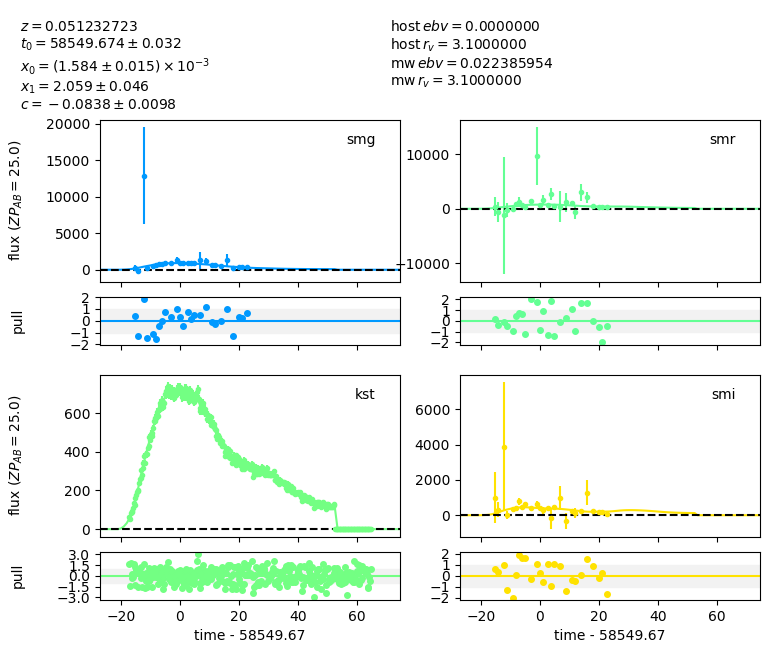 z = 0.051232723
t₀ = 58549.674 ± 0.032
x₀ = (1.584 ± 0.015) × 10⁻³
x₁ = 2.059 ± 0.046
c = −0.0838 ± 0.0098
host ebv = 0.0000000
host r_v = 3.1000000
mw ebv = 0.022385954
mw r_v = 3.1000000
20000
15000
10000
5000
0
flux (ZP_AB = 25.0)
smg
10000
0
−10000
smr
2
1
0
−1
−2
pull
2
1
0
−1
−2
600
400
200
0
flux (ZP_AB = 25.0)
kst
6000
4000
2000
0
smi
3.0
1.5
0.0
−1.5
−3.0
pull
2
1
0
−1
−2
−20 0 20 40 60
time - 58549.67
−20 0 20 40 60
time - 58549.67